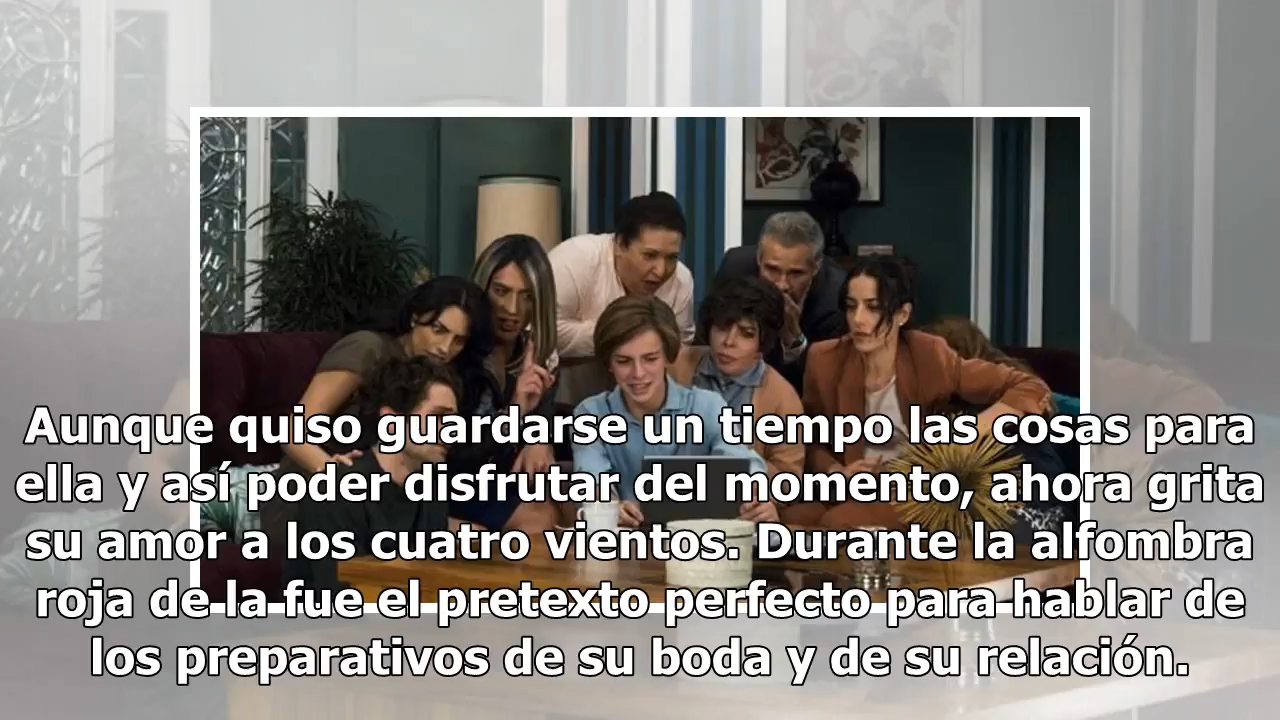 Aunque quiso guardarse un tiempo las cosas para
ella y así poder disfrutar del momento, ahora grita
su amor a los cuatro vientos. Durante la alfombra
roja de la fue el pretexto perfecto para hablar de
los preparativos de su boda y de su relación.